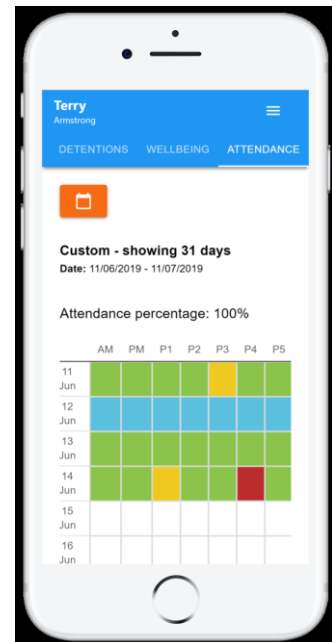 Terry
Armstrong
DETENTIONS WELLBEING ATTENDANCE
Custom - showing 31 days
Date: 11/06/2019 - 11/07/2019
Attendance percentage: 100%
AM PM P1 P2 P3 P4 P5
11
Jun
12
Jun
13
Jun
14
Jun
15
Jun
16
Jun